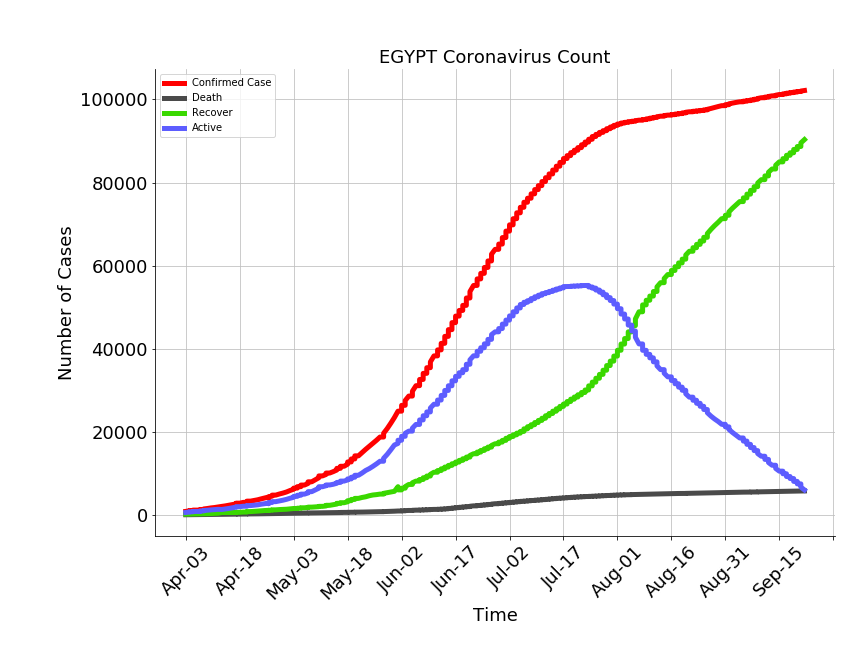 EGYPT Coronavirus Count
Confirmed Case
Death
Recover
Active
Number of Cases
100000
80000
60000
40000
20000
0
Apr-03
Apr-18
May-03
May-18
Jun-02
Jun-17
Jul-02
Jul-17
Aug-01
Aug-16
Aug-31
Sep-15
Time